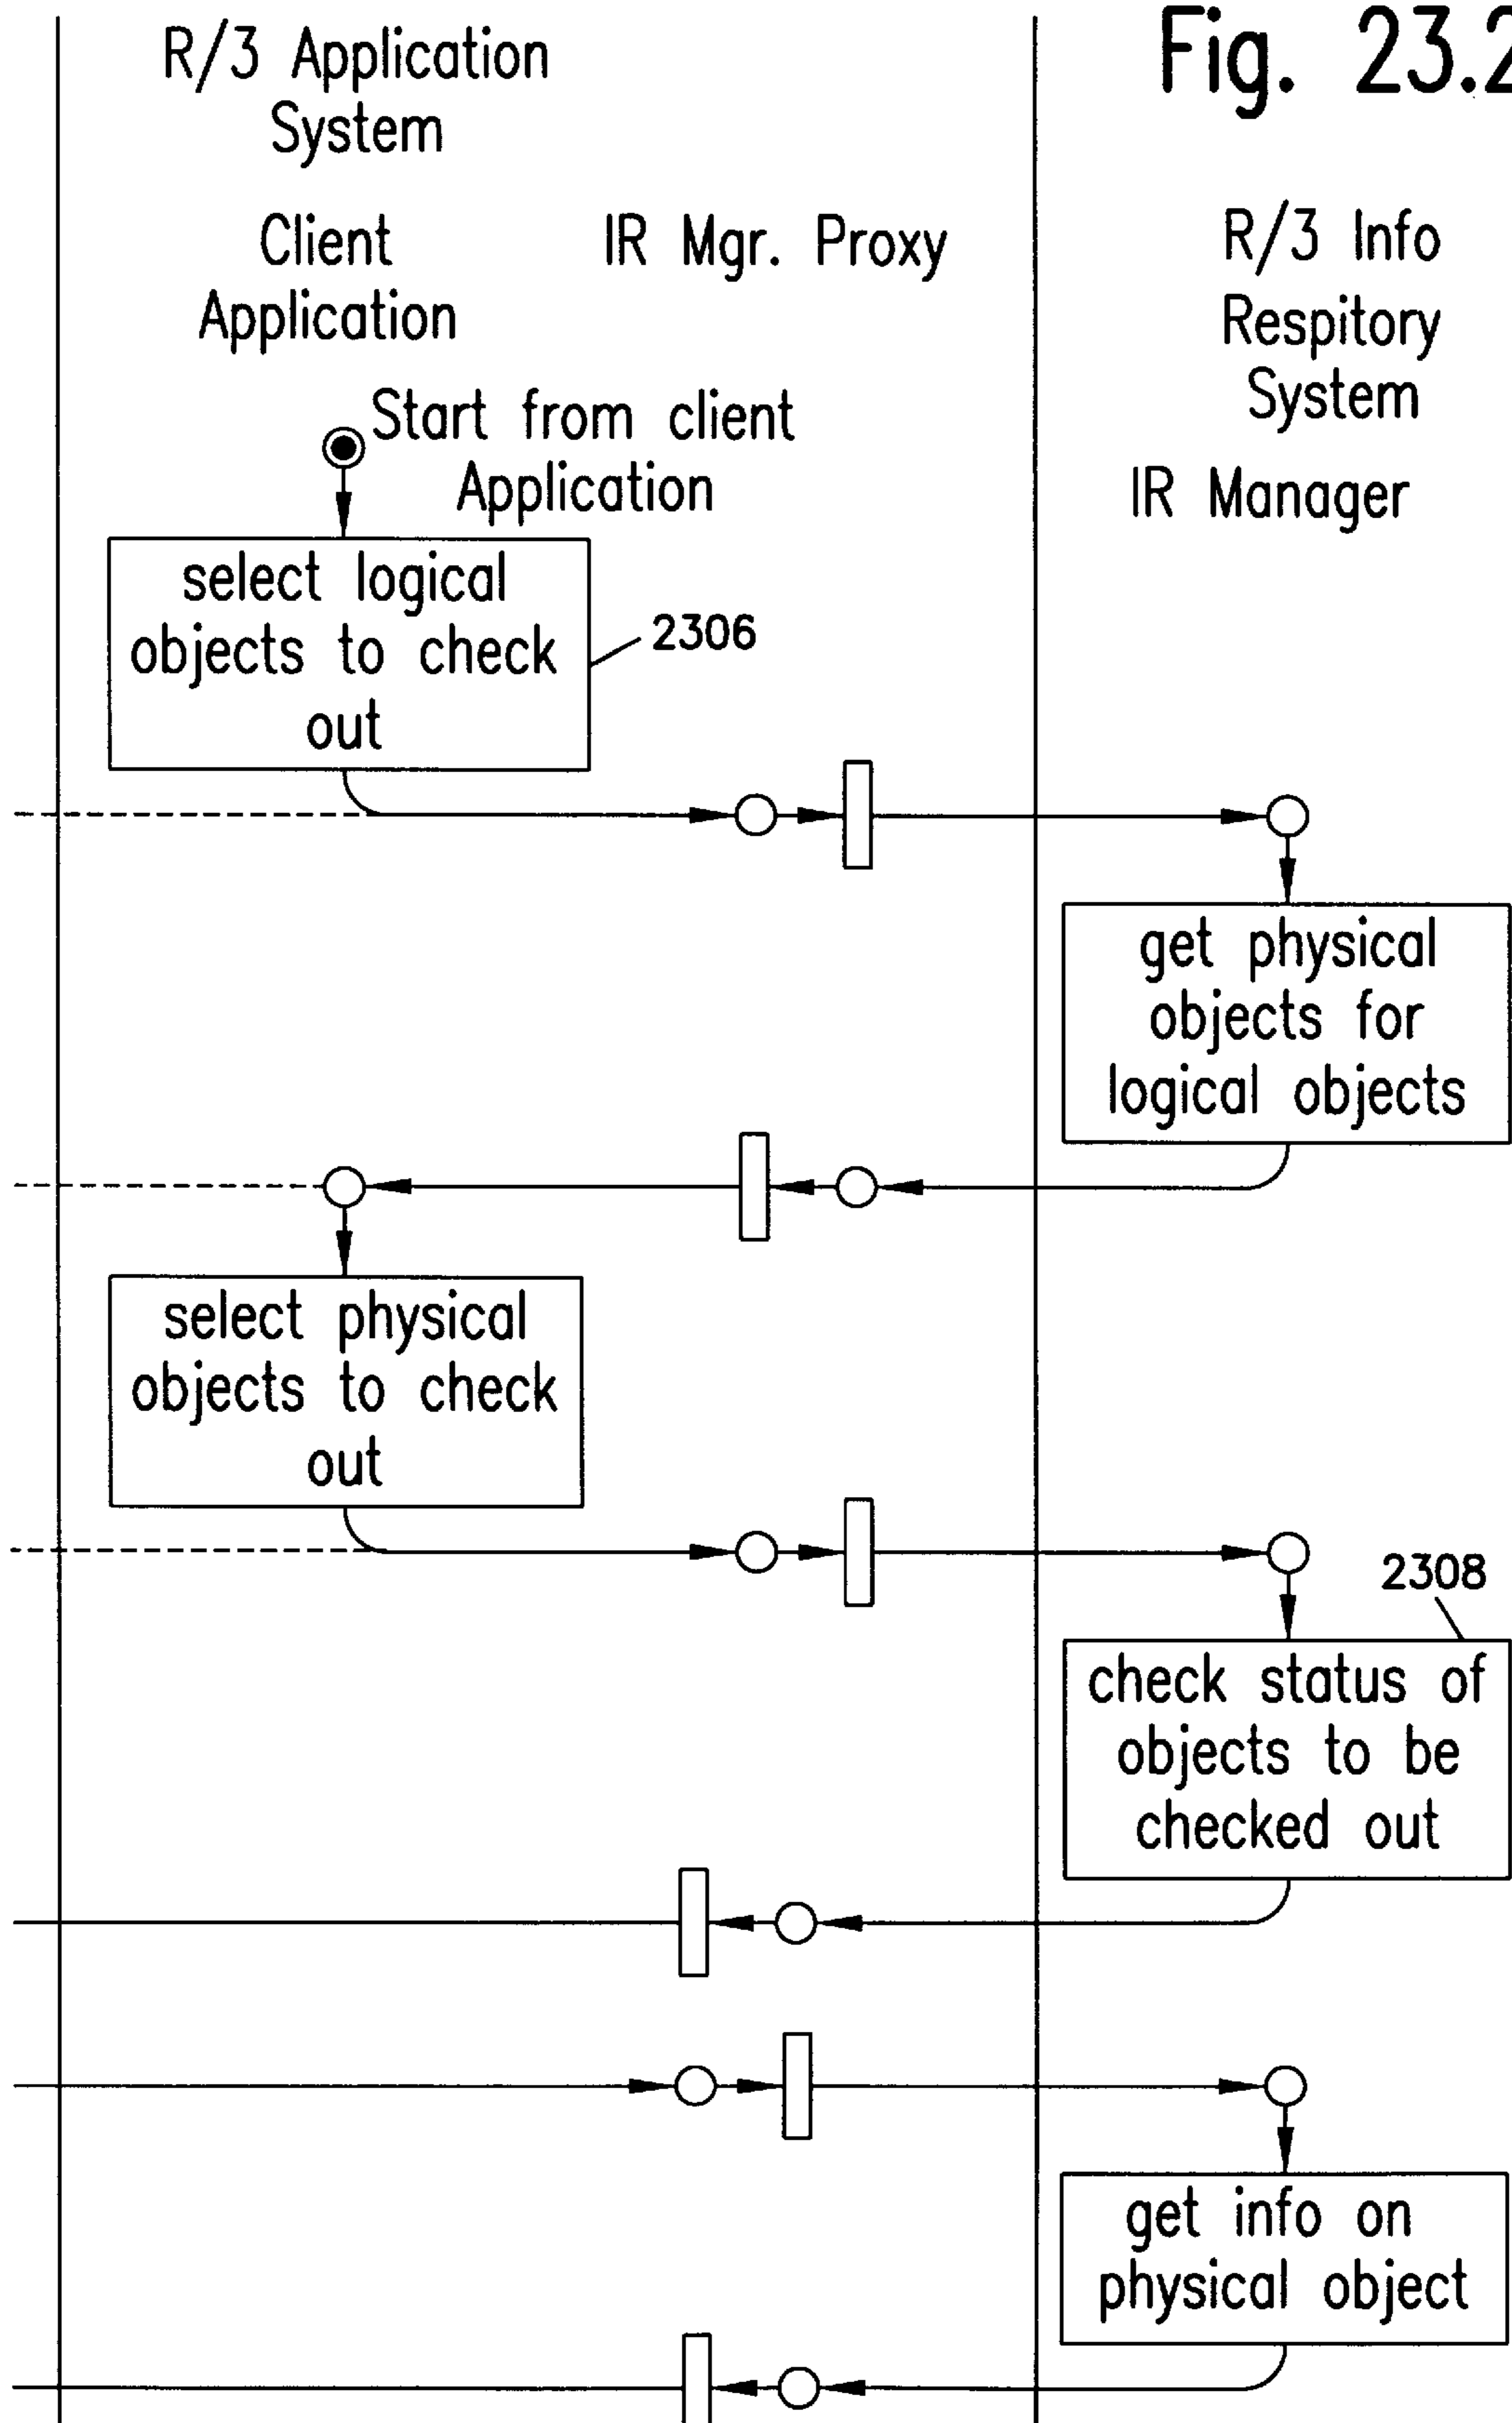 Fig. 23.2
R/3 Application
System
Client
Application
IR Mgr. Proxy
R/3 Info
Respitory
System
IR Manager
Start from client
Application
select logical
objects to check
out
2306
get physical
objects for
logical objects
select physical
objects to check
out
2308
check status of
objects to be
checked out
get info on
physical object